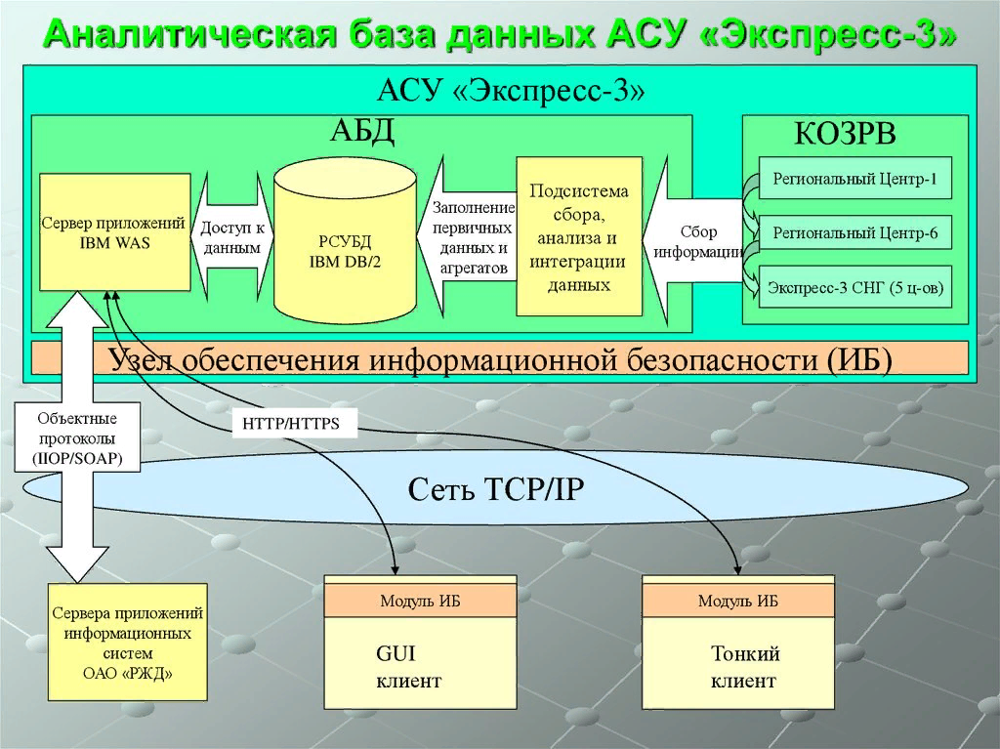 Аналитическая база данных АСУ «Экспресс-3»
АСУ «Экспресс-3»
АБД
КОЗРВ
Сервер приложений
IBM WAS
Доступ к
данным
РСУБД
IBM DB/2
Заполнение
первичных
данных и
агрегатов
Подсистема
сбора,
анализа и
интеграции
данных
Сбор
информации
Региональный Центр-1
Региональный Центр-6
Экспресс-3 СНГ (5 ц-ов)
Узел обеспечения информационной безопасности (ИБ)
Объектные
протоколы
(IIOP/SOAP)
HTTP/HTTPS
Сеть TCP/IP
Сервера приложений
информационных
систем
ОАО «РЖД»
Модуль ИБ
GUI
клиент
Модуль ИБ
Тонкий
клиент